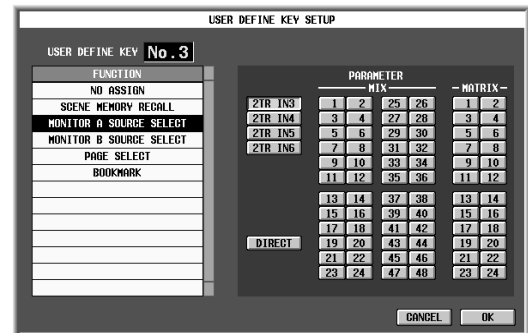 USER DEFINE KEY SETUP
USER DEFINE KEY No.3
FUNCTION
NO ASSIGN
SCENE MEMORY RECALL
MONITOR A SOURCE SELECT
MONITOR B SOURCE SELECT
PAGE SELECT
BOOKMARK
PARAMETER
MIX MATRIX
2TR IN3 1 2 25 26 1 2
2TR IN4 3 4 27 28 3 4
2TR IN5 5 6 29 30 5 6
2TR IN6 7 8 31 32 7 8
9 10 33 34 9 10
11 12 35 36 11 12
13 14 37 38 13 14
15 16 39 40 15 16
17 18 41 42 17 18
DIRECT 19 20 43 44 19 20
21 22 45 46 21 22
23 24 47 48 23 24
CANCEL OK